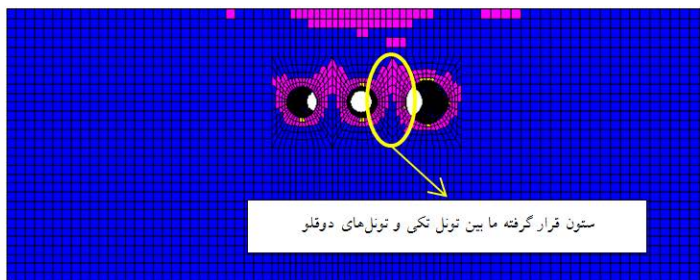 ستون قرار گرفته ما بین تونل تکی و تونل‌های دوقلو